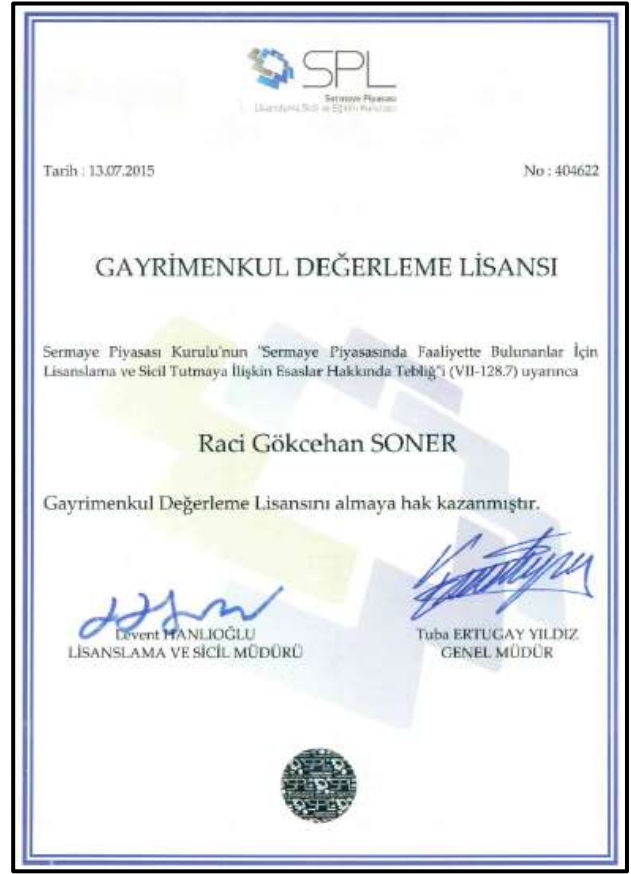 SPL
Sermaye Piyasası
Lisanslama Sicil ve Eğitim Kuruluşu
Tarih : 13.07.2015
No : 404622
GAYRİMENKUL DEĞERLEME LİSANSI
Sermaye Piyasası Kurulu'nun "Sermaye Piyasasında Faaliyette Bulunanlar İçin
Lisanslama ve Sicil Tutmaya İlişkin Esaslar Hakkında Tebliğ"i (VII-128.7) uyarınca
Raci Gökcehan SONER
Gayrimenkul Değerleme Lisansını almaya hak kazanmıştır.
Levent HANLIOĞLU
LİSANSLAMA VE SİCİL MÜDÜRÜ
Tuba ERTUGAY YILDIZ
GENEL MÜDÜR